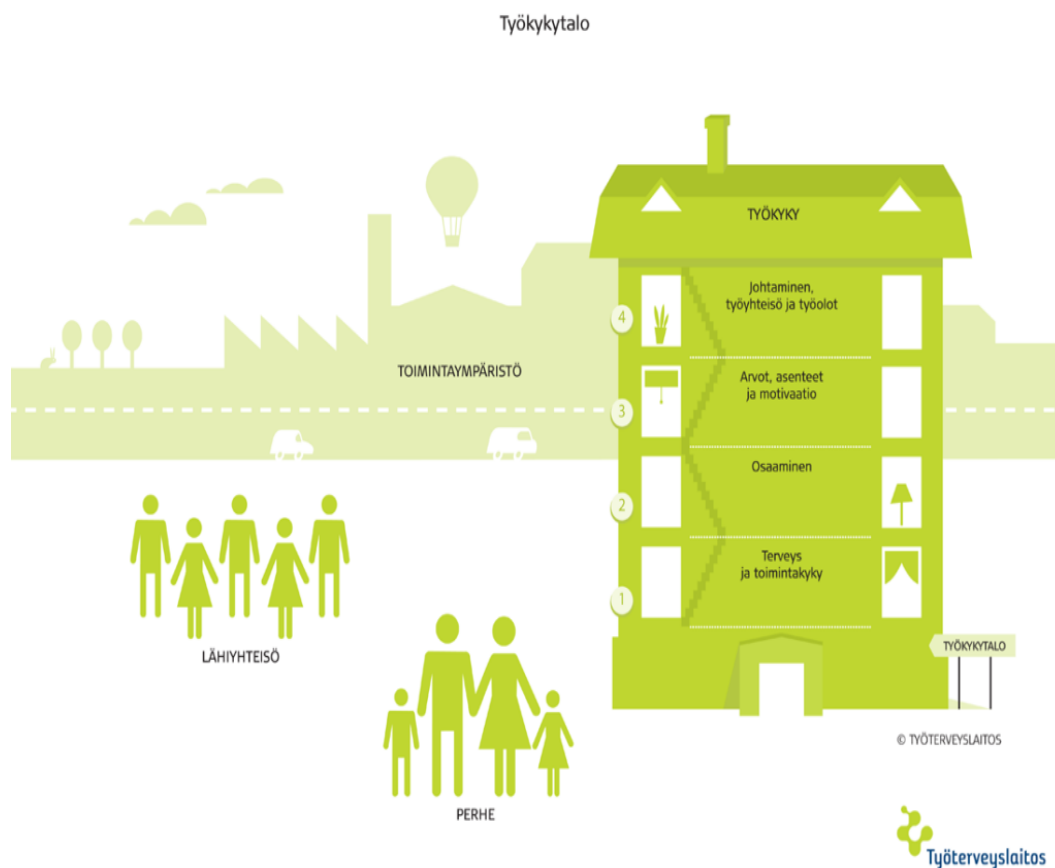 Työkykytalo
TYÖKYKY
Johtaminen,
työyhteisö ja työolot
4
TOIMINTAYMPÄRISTÖ
Arvot, asenteet
ja motivaatio
3
Osaaminen
2
Terveys
ja toimintakyky
1
LÄHIYHTEISÖ
TYÖKYKYTALO
© TYÖTERVEYSLAITOS
PERHE
Työterveyslaitos